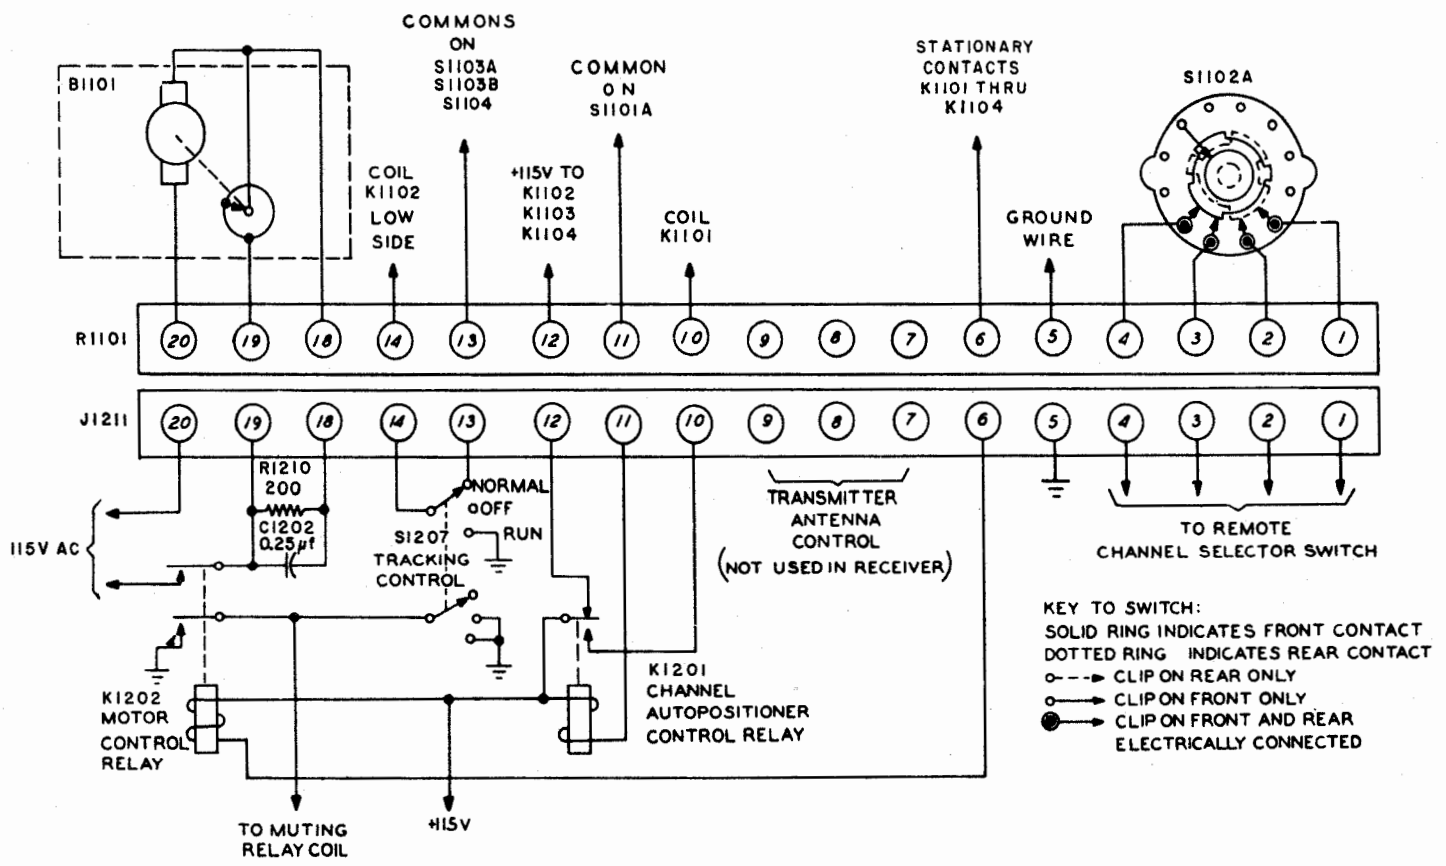 COMMONS
ON
S1103A
S1103B
S1104
COMMON
ON
S1101A
STATIONARY
CONTACTS
K1101 THRU
K1104
S1102A
B1101
COIL
K1102
LOW
SIDE
+115V TO
K1102
K1103
K1104
COIL
K1101
GROUND
WIRE
R1101
20 19 18 14 13 12 11 10 9 8 7 6 5 4 3 2 1
J1211
20 19 18 14 13 12 11 10 9 8 7 6 5 4 3 2 1
R1210
200
C1202
0.25µf
115V AC
NORMAL
OFF
RUN
S1207
TRACKING
CONTROL
TRANSMITTER
ANTENNA
CONTROL
(NOT USED IN RECEIVER)
TO REMOTE
CHANNEL SELECTOR SWITCH
KEY TO SWITCH:
SOLID RING INDICATES FRONT CONTACT
DOTTED RING INDICATES REAR CONTACT
CLIP ON REAR ONLY
CLIP ON FRONT ONLY
CLIP ON FRONT AND REAR
ELECTRICALLY CONNECTED
K1202
MOTOR
CONTROL
RELAY
K1201
CHANNEL
AUTOPOSITIONER
CONTROL RELAY
TO MUTING
RELAY COIL
+115V